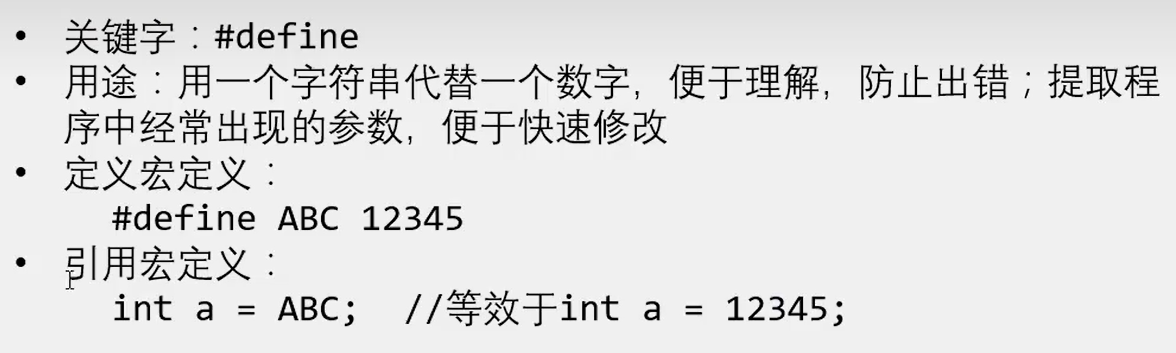 • 关键字：#define
• 用途：用一个字符串代替一个数字，便于理解，防止出错；提取程
序中经常出现的参数，便于快速修改
• 定义宏定义：
#define ABC 12345
• 引用宏定义：
int a = ABC;  //等效于int a = 12345;